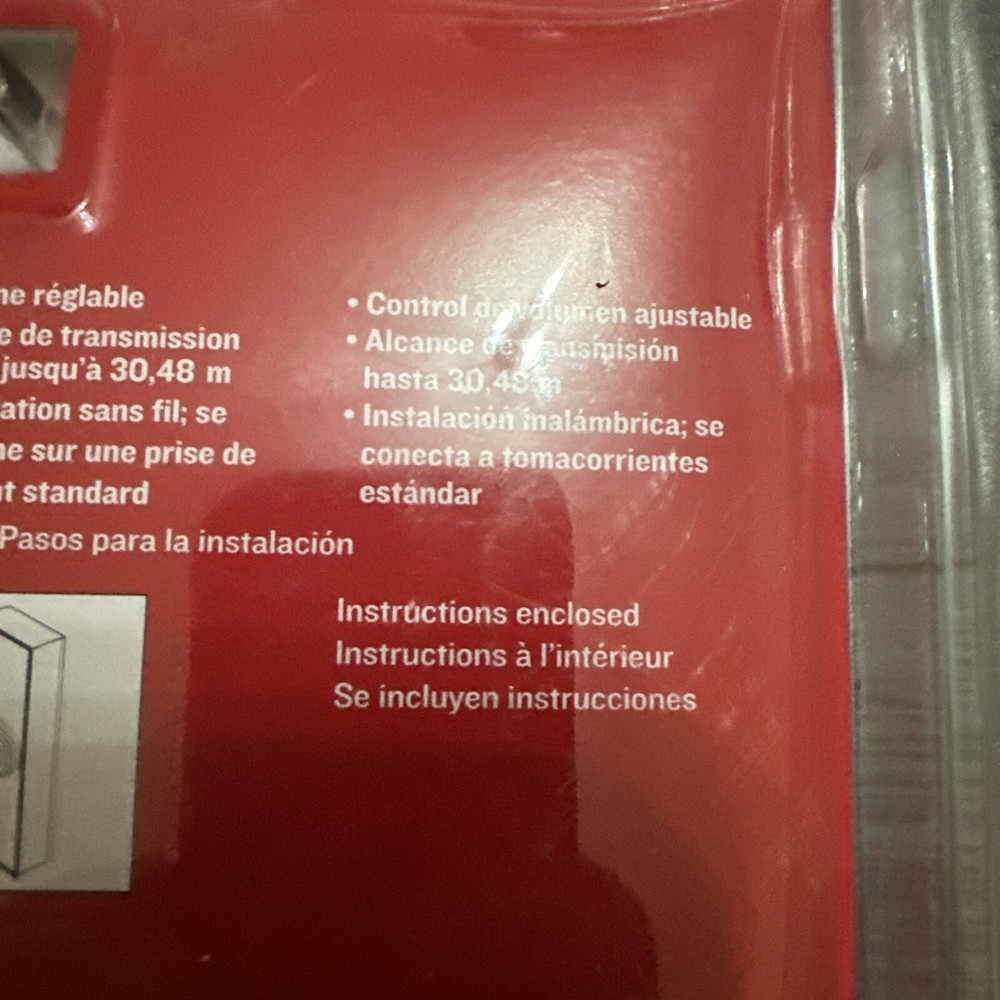 ne réglable
e de transmission
jusqu'à 30,48 m
ation sans fil; se
ne sur une prise de
nt standard
• Control de volumen ajustable
• Alcance de transmisión
hasta 30,48 m
• Instalación inalámbrica; se
conecta a tomacorrientes
estándar
Pasos para la instalación
Instructions enclosed
Instructions à l'intérieur
Se incluyen instrucciones